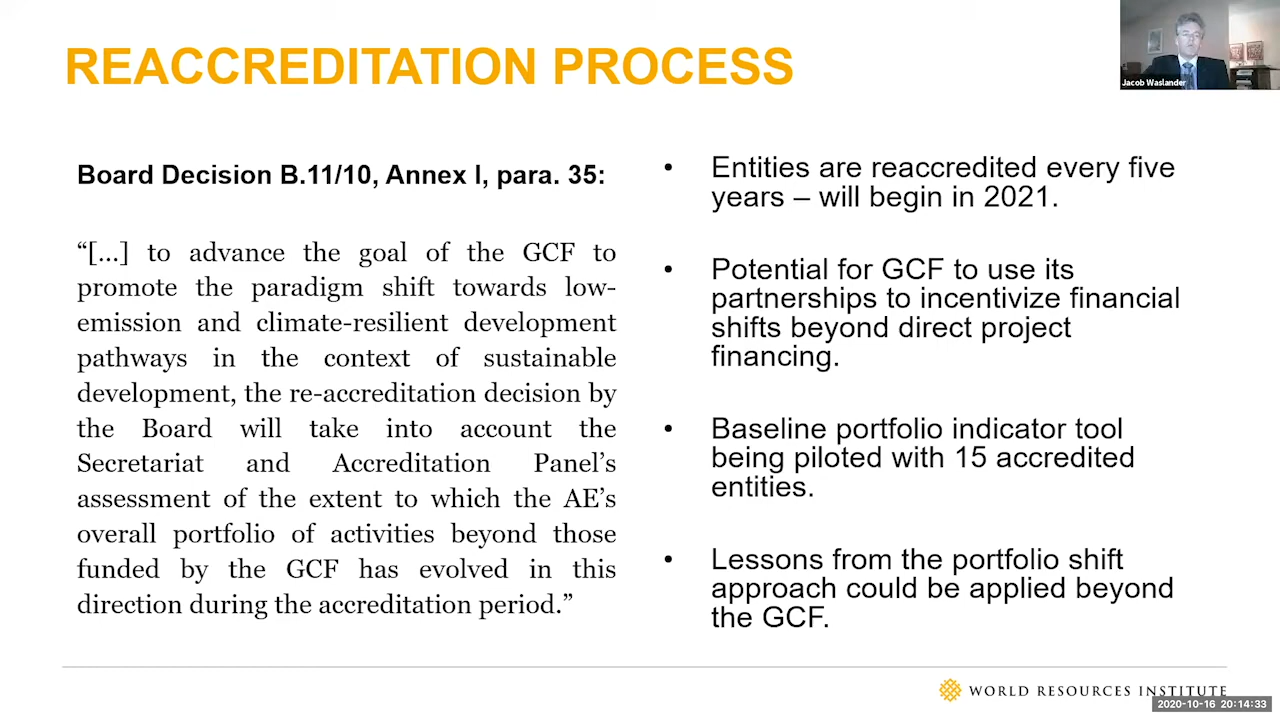 REACCREDITATION PROCESS
Jacob Waslander
Board Decision B.11/10, Annex I, para. 35:
“[…] to advance the goal of the GCF to
promote the paradigm shift towards low-
emission and climate-resilient development
pathways in the context of sustainable
development, the re-accreditation decision by
the Board will take into account the
Secretariat and Accreditation Panel’s
assessment of the extent to which the AE’s
overall portfolio of activities beyond those
funded by the GCF has evolved in this
direction during the accreditation period.”
• Entities are reaccredited every five
years – will begin in 2021.
• Potential for GCF to use its
partnerships to incentivize financial
shifts beyond direct project
financing.
• Baseline portfolio indicator tool
being piloted with 15 accredited
entities.
• Lessons from the portfolio shift
approach could be applied beyond
the GCF.
WORLD RESOURCES INSTITUTE
2020-10-16 20:14:33